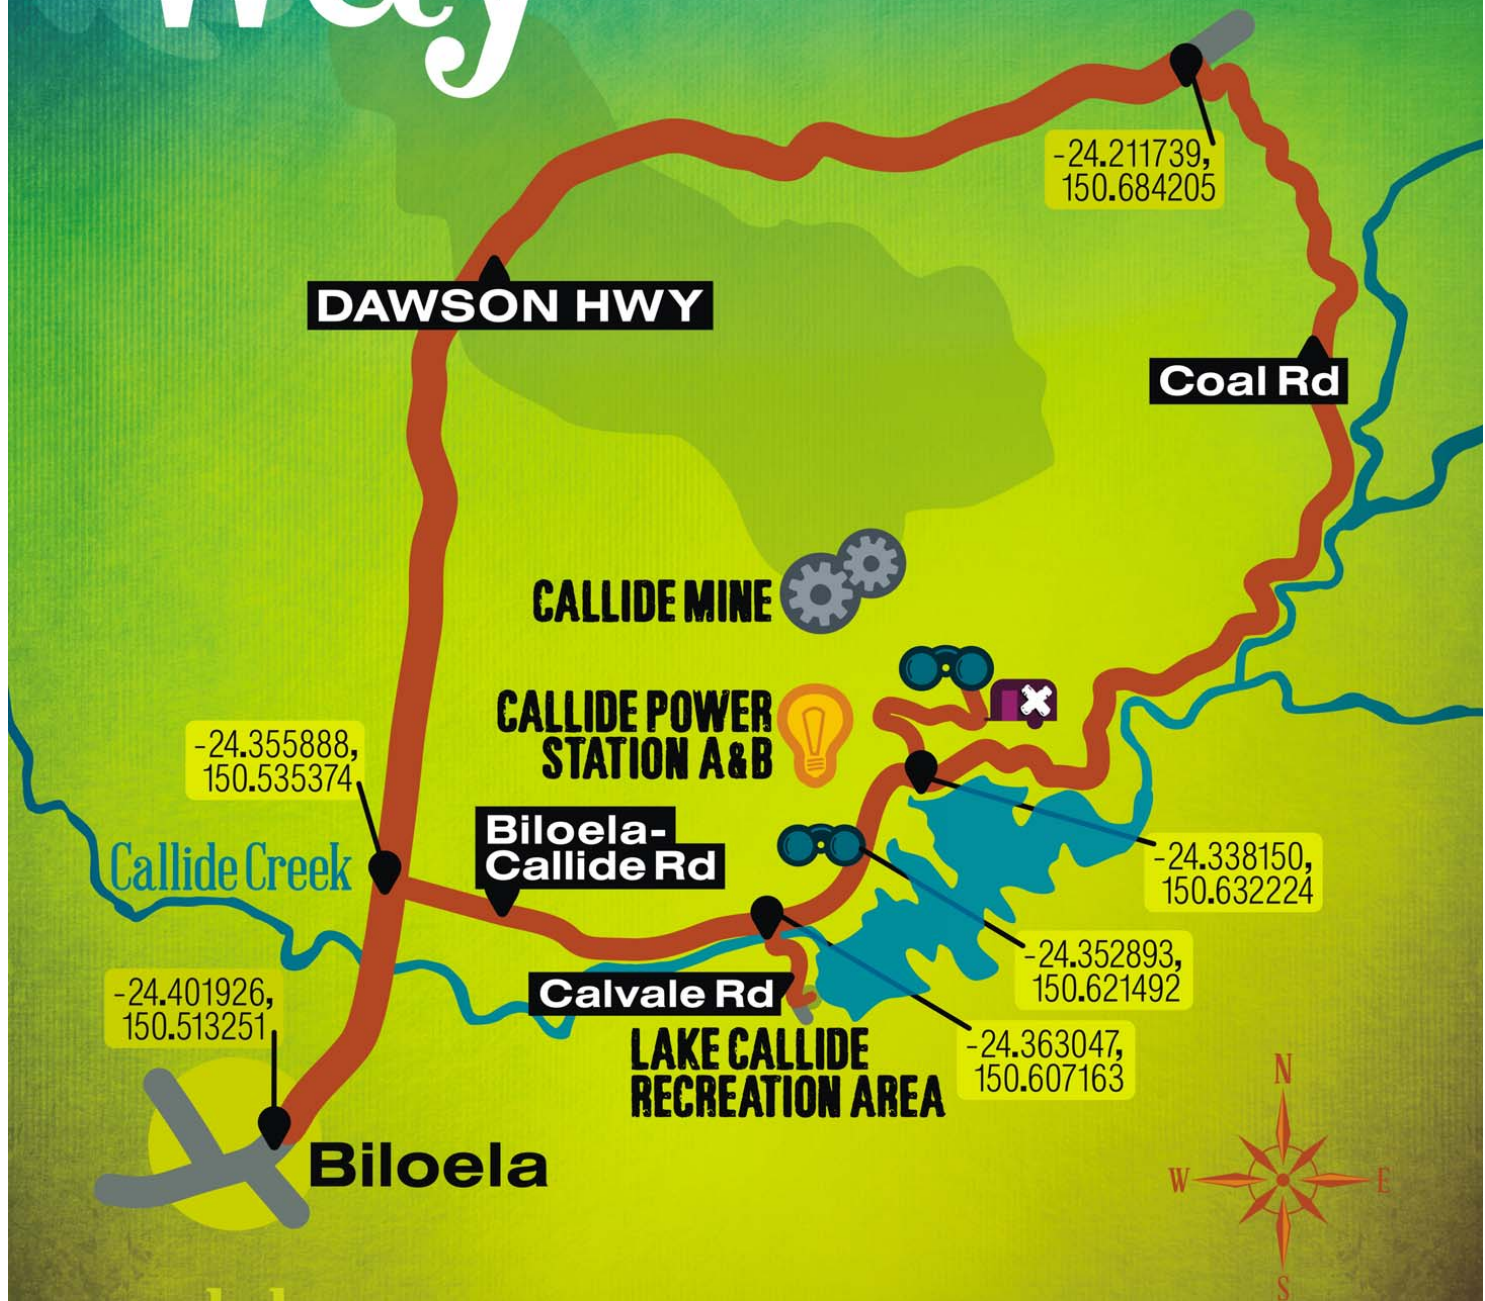 way
-24.211739,
150.684205
DAWSON HWY
Coal Rd
CALLIDE MINE
CALLIDE POWER
STATION A&B
-24.355888,
150.535374
Biloela-
Callide Rd
Callide Creek
-24.338150,
150.632224
-24.352893,
150.621492
-24.401926,
150.513251
Calvale Rd
LAKE CALLIDE
RECREATION AREA
-24.363047,
150.607163
Biloela
N
W
E
S